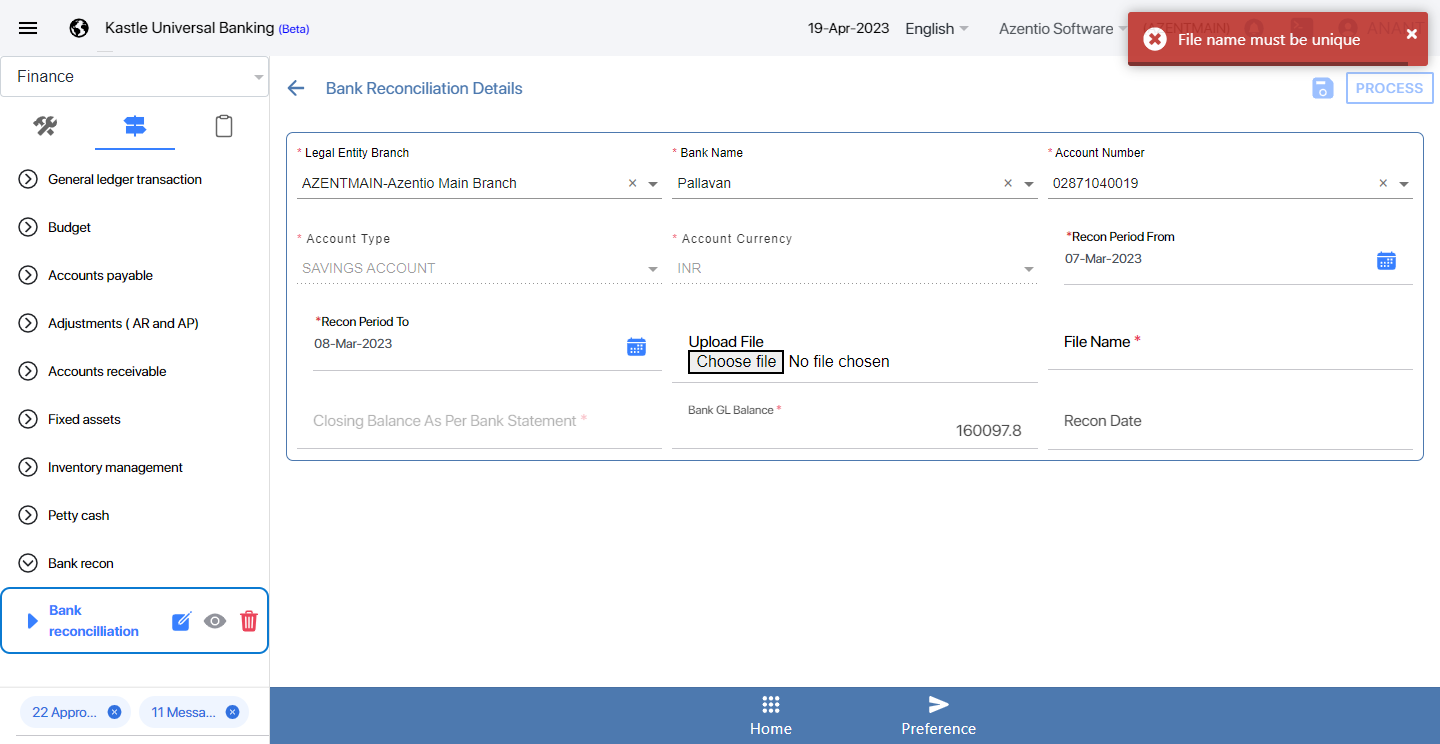 Kastle Universal Banking (Beta)
19-Apr-2023
English
Azentio Software
(AZENTMAIN)
File name must be unique
Finance
Bank Reconciliation Details
PROCESS
General ledger transaction
Budget
Accounts payable
Adjustments ( AR and AP)
Accounts receivable
Fixed assets
Inventory management
Petty cash
Bank recon
Bank
reconcilliation
22 Appro...
11 Messa...
* Legal Entity Branch
AZENTMAIN-Azentio Main Branch
* Bank Name
Pallavan
* Account Number
02871040019
* Account Type
SAVINGS ACCOUNT
* Account Currency
INR
*Recon Period From
07-Mar-2023
*Recon Period To
08-Mar-2023
Upload File
Choose file No file chosen
File Name *
Closing Balance As Per Bank Statement *
Bank GL Balance *
160097.8
Recon Date
Home
Preference